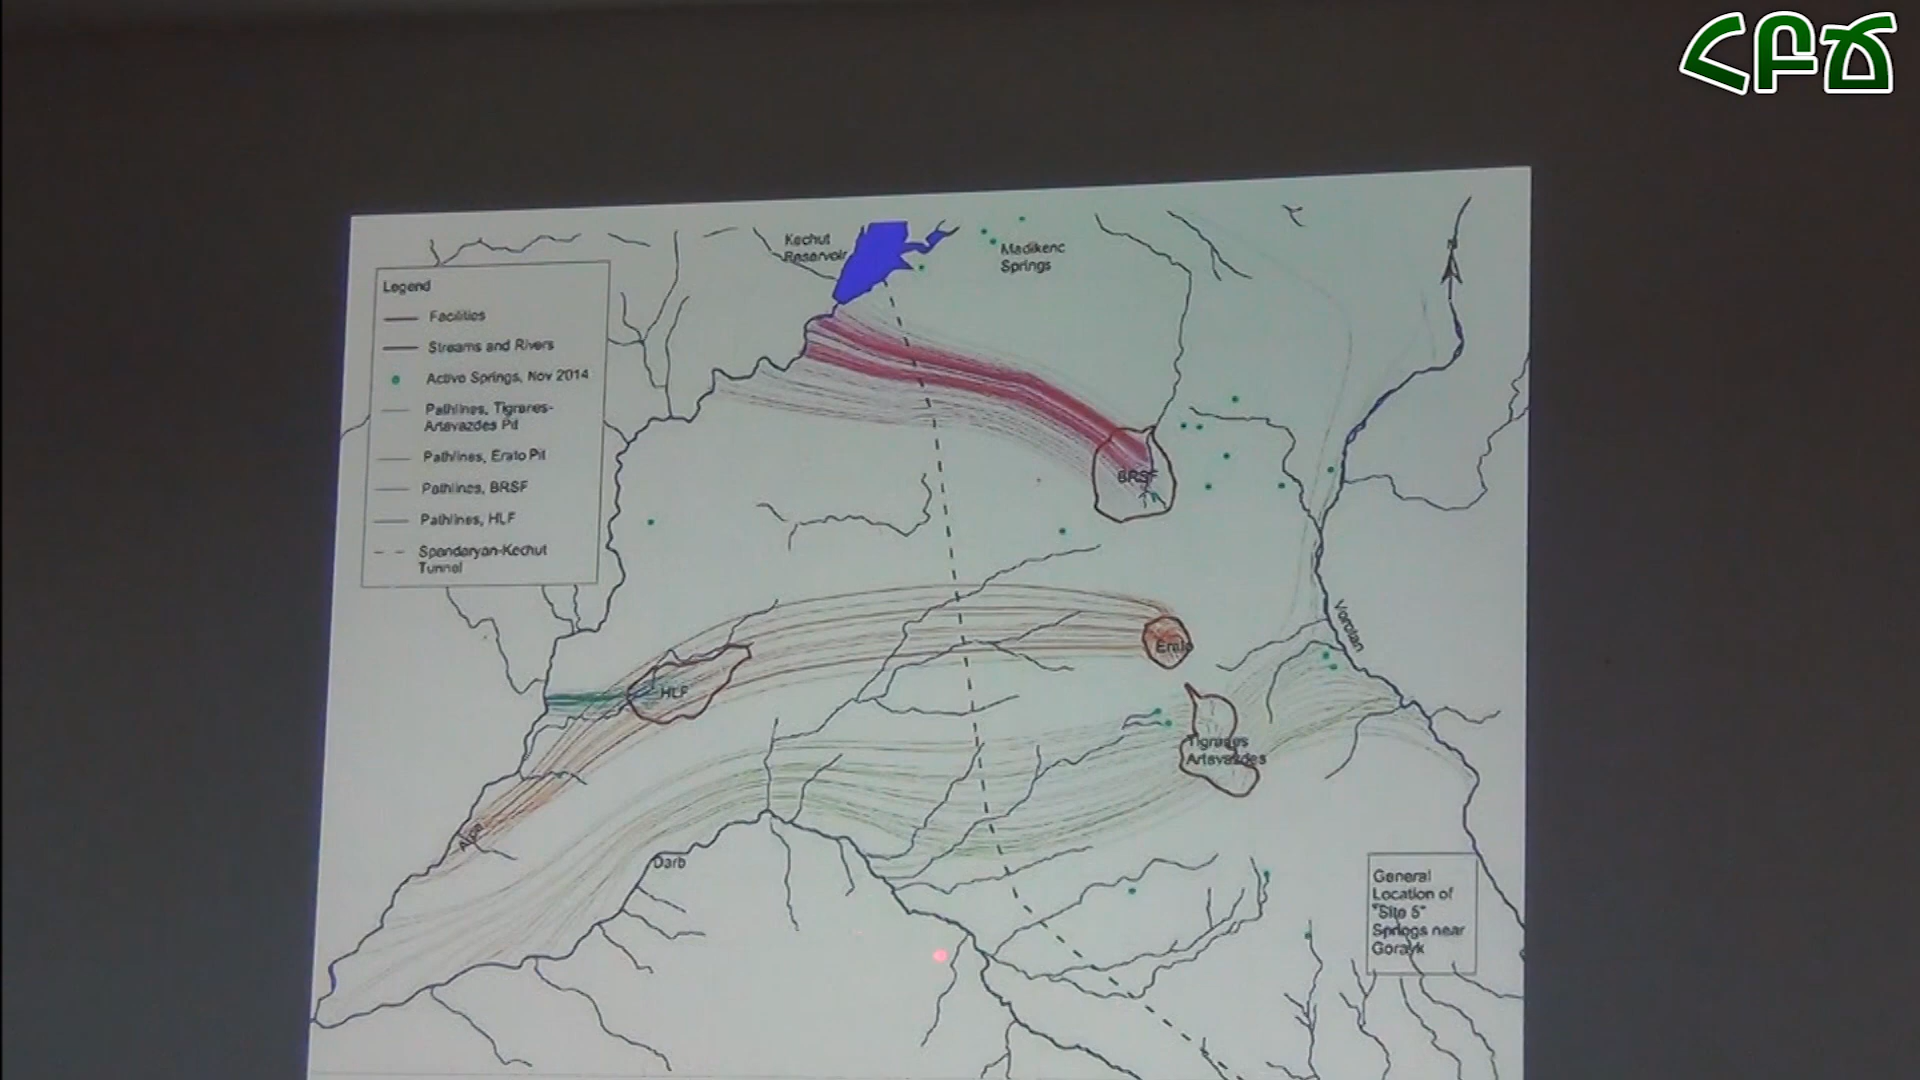 ՀԲՃ
Kechut
Reservoir
Madikenc
Springs
N
Legend
Facilities
Streams and Rivers
Active Springs, Nov 2014
Pathlines, Tigranes-
Artavazdes Pit
Pathlines, Erato Pit
Pathlines, BRSF
Pathlines, HLF
Spandaryan-Kechut
Tunnel
BRSF
Vorotan
Erato
HLF
Tigranes
Artavazdes
Arpa
Darb
General
Location of
"Site 5"
Springs near
Gorayk